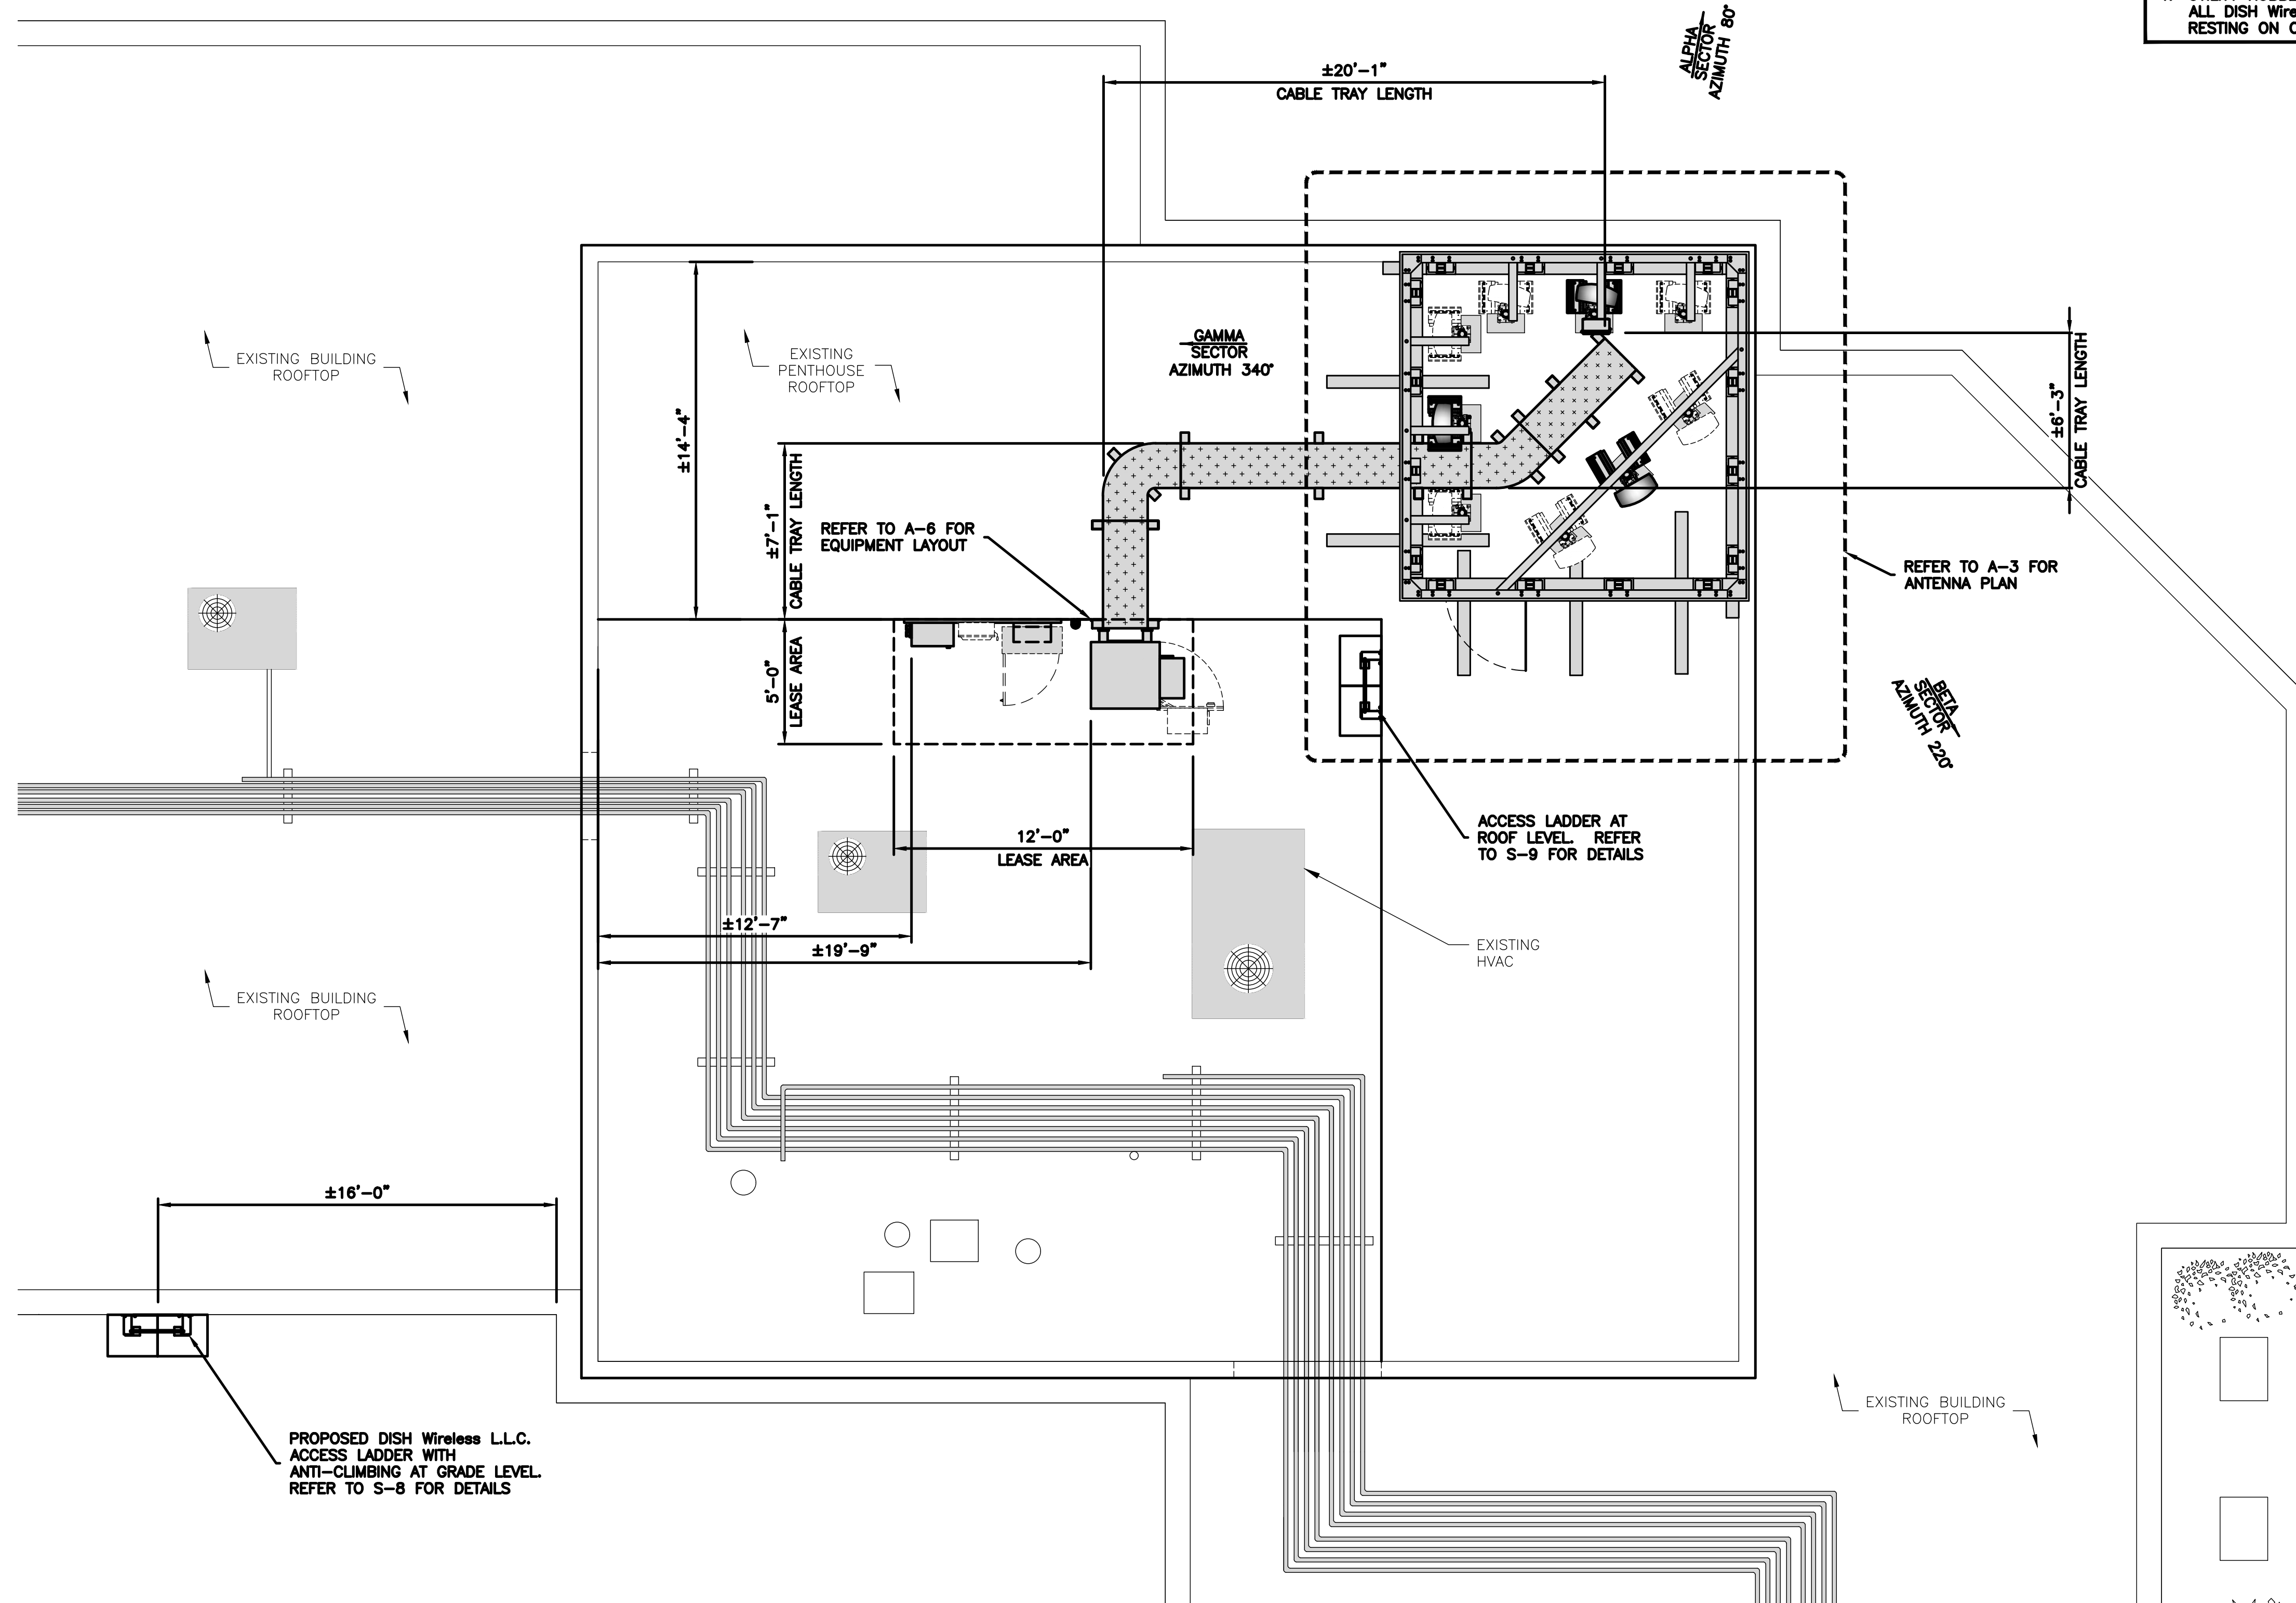 ALL DISH Wire
RESTING ON
ALPHA
SECTOR
AZIMUTH 80°
±20'-1"
CABLE TRAY LENGTH
EXISTING BUILDING
ROOFTOP
EXISTING
PENTHOUSE
ROOFTOP
GAMMA
SECTOR
AZIMUTH 340°
±14'-4"
±7'-1"
CABLE TRAY LENGTH
±6'-3"
CABLE TRAY LENGTH
REFER TO A-6 FOR
EQUIPMENT LAYOUT
REFER TO A-3 FOR
ANTENNA PLAN
5'-0"
LEASE AREA
BETA
SECTOR
AZIMUTH 220°
12'-0"
LEASE AREA
ACCESS LADDER AT
ROOF LEVEL. REFER
TO S-9 FOR DETAILS
±12'-7"
±19'-9"
EXISTING
HVAC
EXISTING BUILDING
ROOFTOP
±16'-0"
EXISTING BUILDING
ROOFTOP
PROPOSED DISH Wireless L.L.C.
ACCESS LADDER WITH
ANTI-CLIMBING AT GRADE LEVEL.
REFER TO S-8 FOR DETAILS